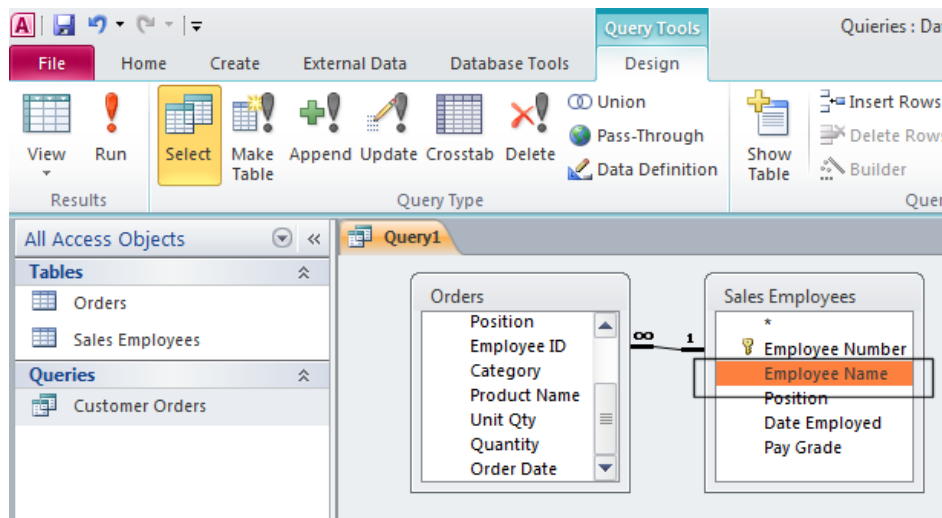 A
Query Tools
Quieries : Da
File
Home
Create
External Data
Database Tools
Design
View
Run
Select
Make
Table
Append
Update
Crosstab
Delete
Union
Pass-Through
Data Definition
Show
Table
Insert Rows
Delete Rows
Builder
Results
Query Type
Quer
All Access Objects
Query1
Tables
Orders
Sales Employees
Queries
Customer Orders
Orders
Position
Employee ID
Category
Product Name
Unit Qty
Quantity
Order Date
∞
1
Sales Employees
*
Employee Number
Employee Name
Position
Date Employed
Pay Grade